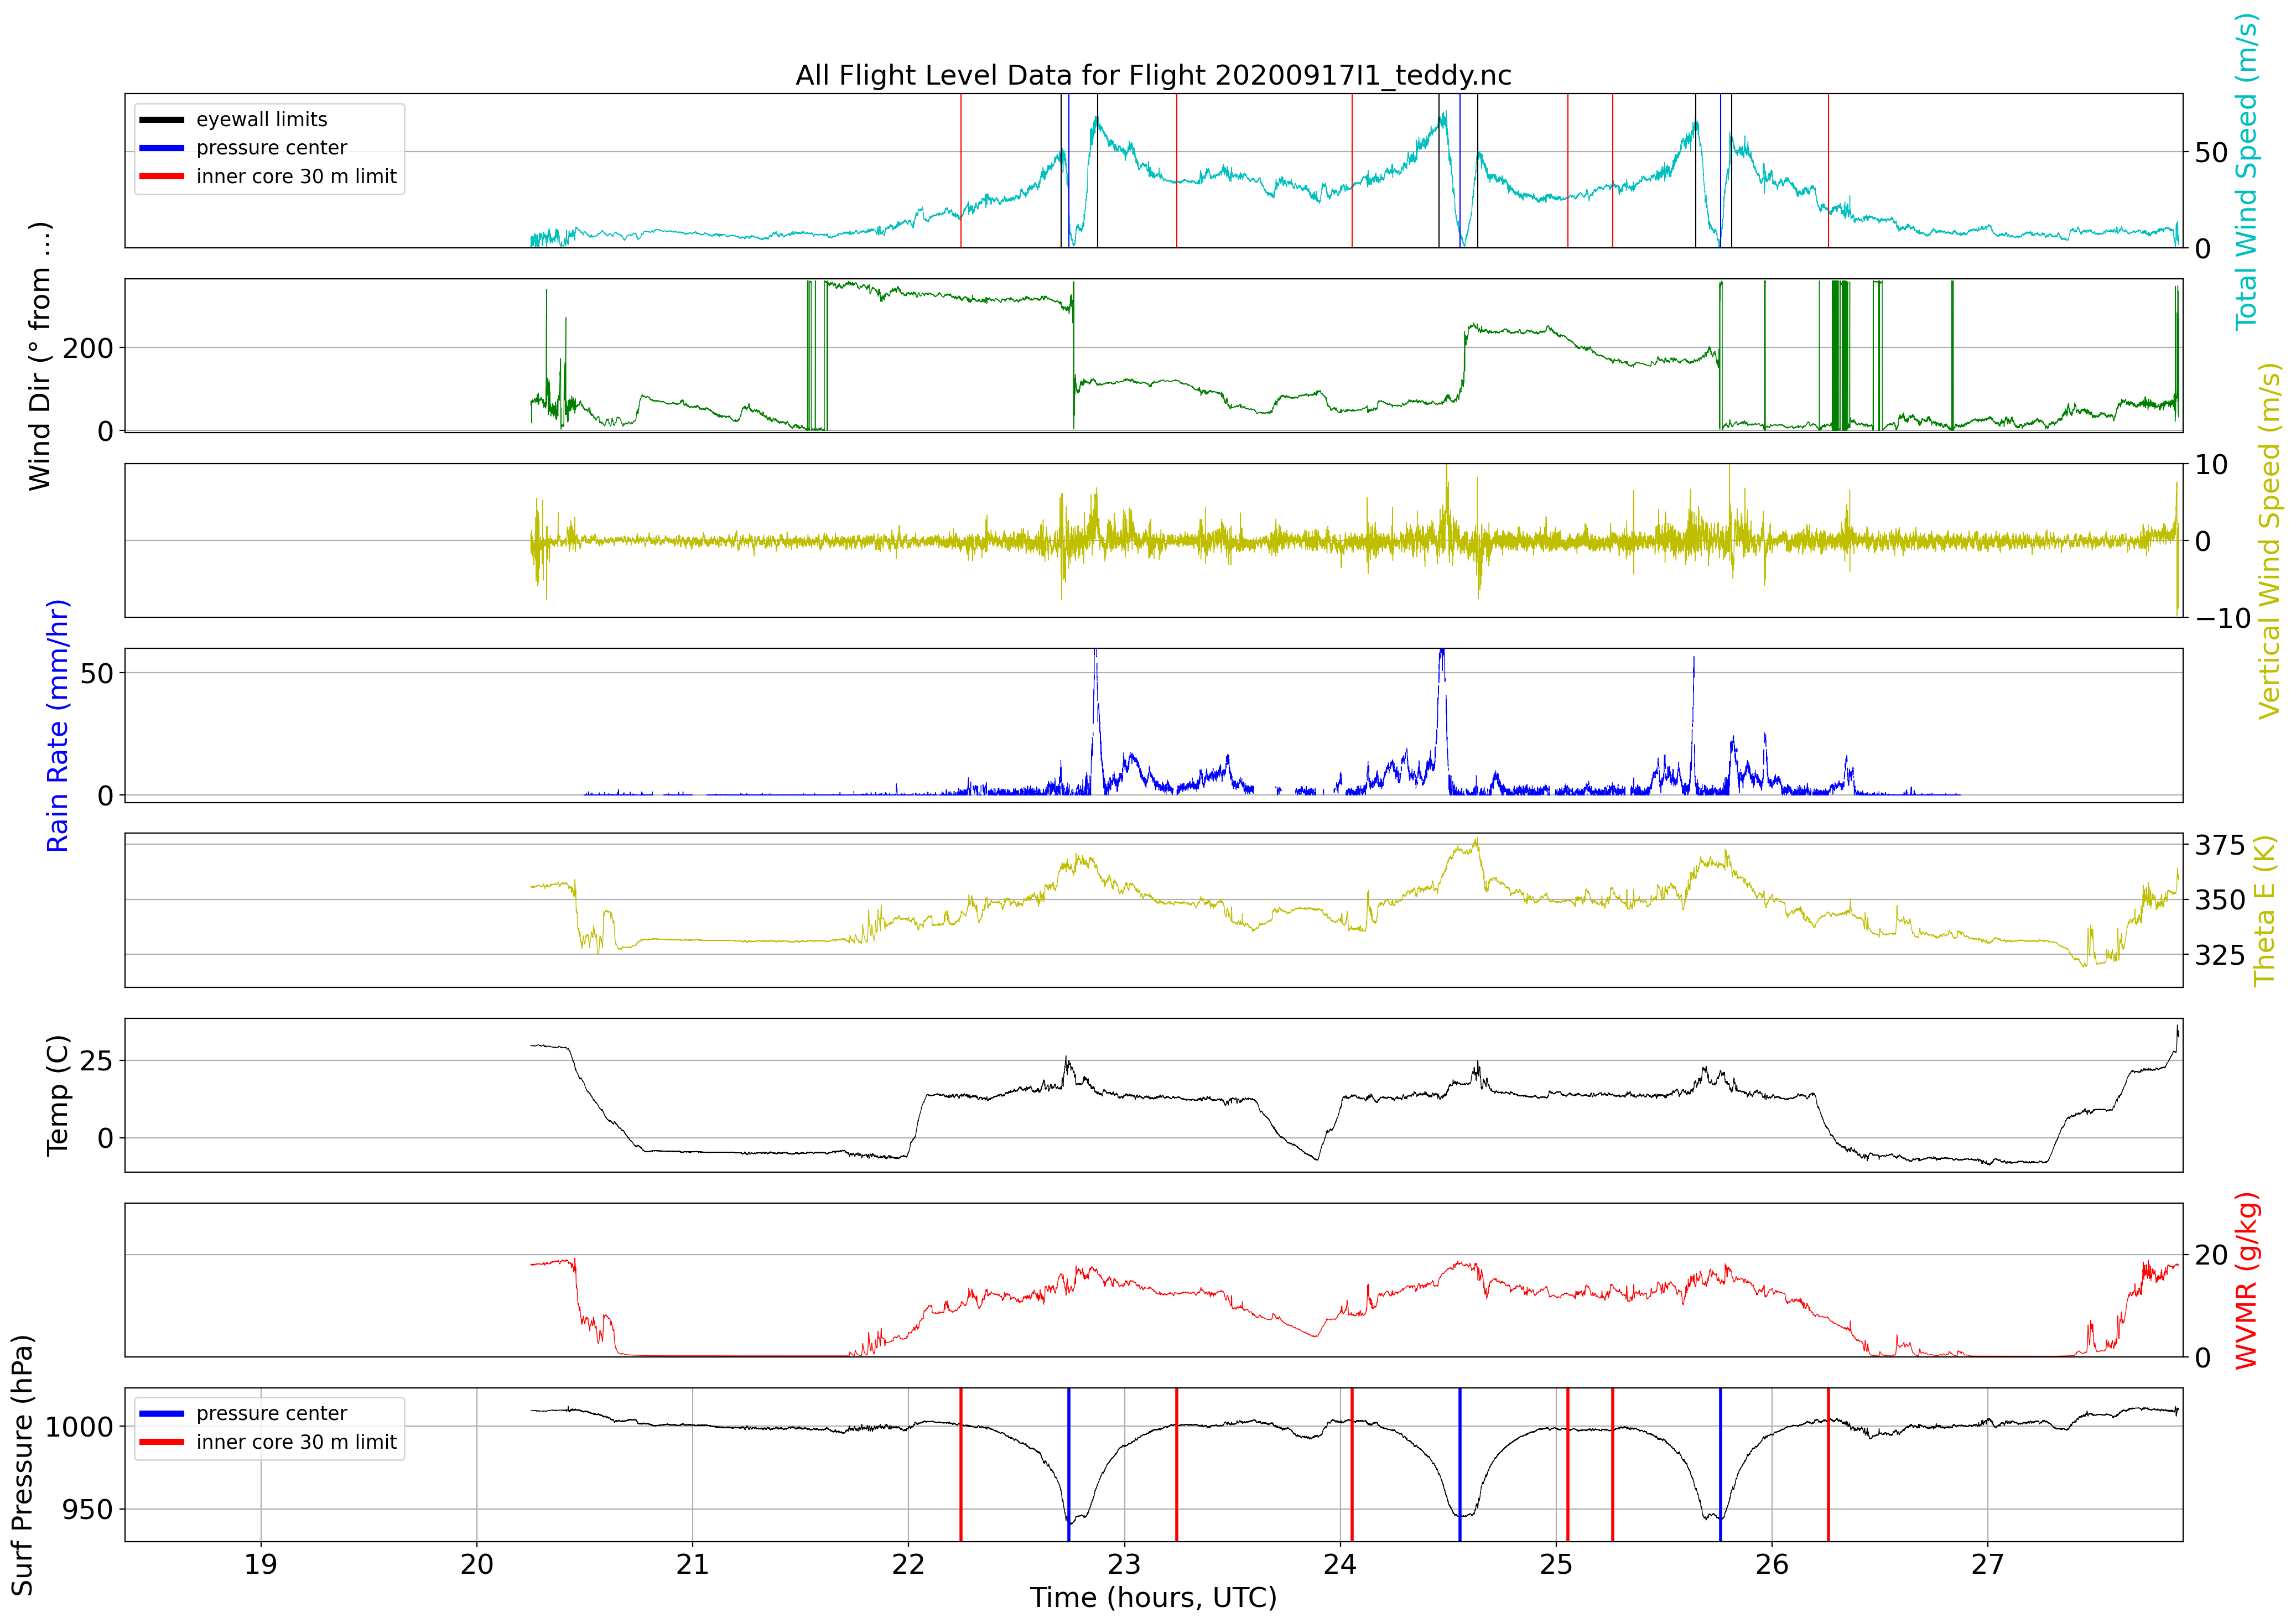 All Flight Level Data for Flight 20200917I1_teddy.nc
eyewall limits
pressure center
inner core 30 m limit
50
0
Total Wind Speed (m/s)
Wind Dir (° from ...)
200
0
10
0
−10
Vertical Wind Speed (m/s)
Rain Rate (mm/hr)
50
0
375
350
325
Theta E (K)
Temp (C)
25
0
20
0
WVMR (g/kg)
Surf Pressure (hPa)
1000
950
pressure center
inner core 30 m limit
19 20 21 22 23 24 25 26 27
Time (hours, UTC)